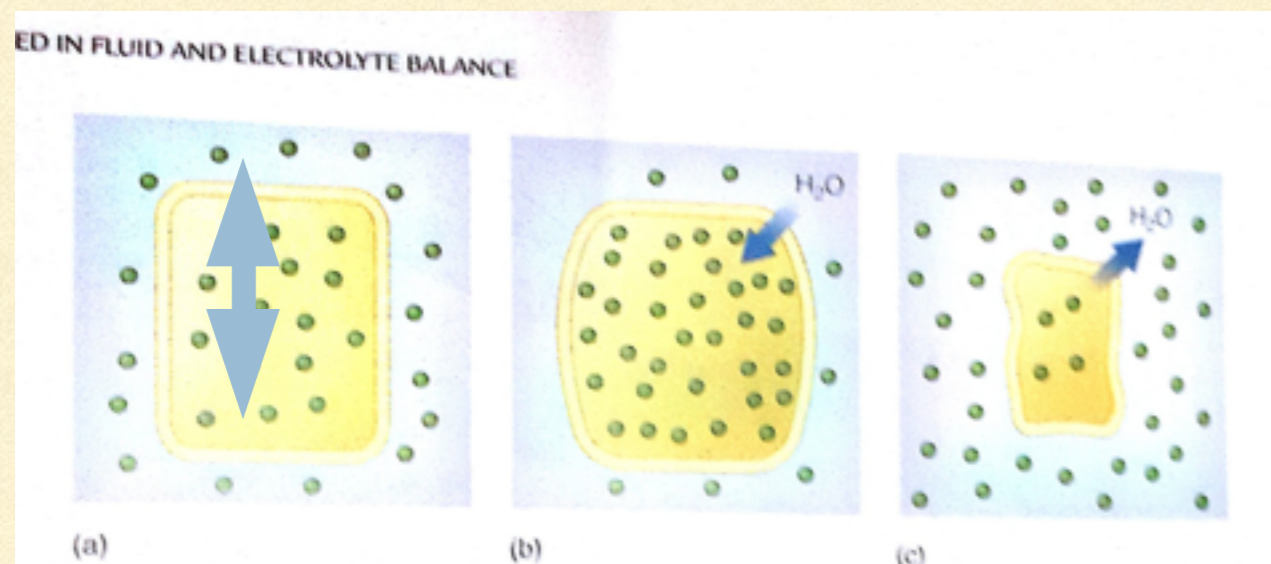 ED IN FLUID AND ELECTROLYTE BALANCE
H₂O
H₂O
(a)
(b)
(c)